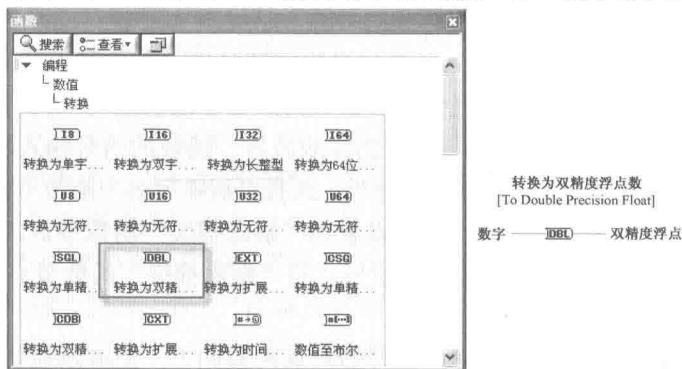 函数
搜索 查看
编程
数值
转换
I8 I16 I32 I64
转换为单字... 转换为双字... 转换为长整型 转换为64位...
U8 U16 U32 U64
转换为无符... 转换为无符... 转换为无符... 转换为无符...
SGL DBL EXT CSG
转换为单精... 转换为双精... 转换为扩展... 转换为单精...
CDB CXT
转换为双精... 转换为扩展... 转换为时间... 数值至布尔...
转换为双精度浮点数
[To Double Precision Float]
数字 DBL 双精度浮点